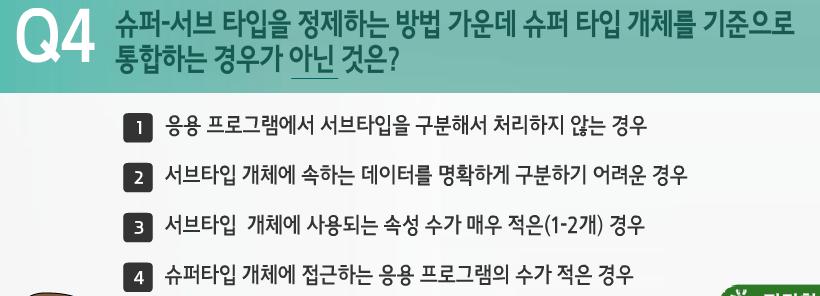 Q4
슈퍼-서브 타입을 정제하는 방법 가운데 슈퍼 타입 개체를 기준으로
통합하는 경우가 아닌 것은?
1 응용 프로그램에서 서브타입을 구분해서 처리하지 않는 경우
2 서브타입 개체에 속하는 데이터를 명확하게 구분하기 어려운 경우
3 서브타입 개체에 사용되는 속성 수가 매우 적은(1-2개) 경우
4 슈퍼타입 개체에 접근하는 응용 프로그램의 수가 적은 경우